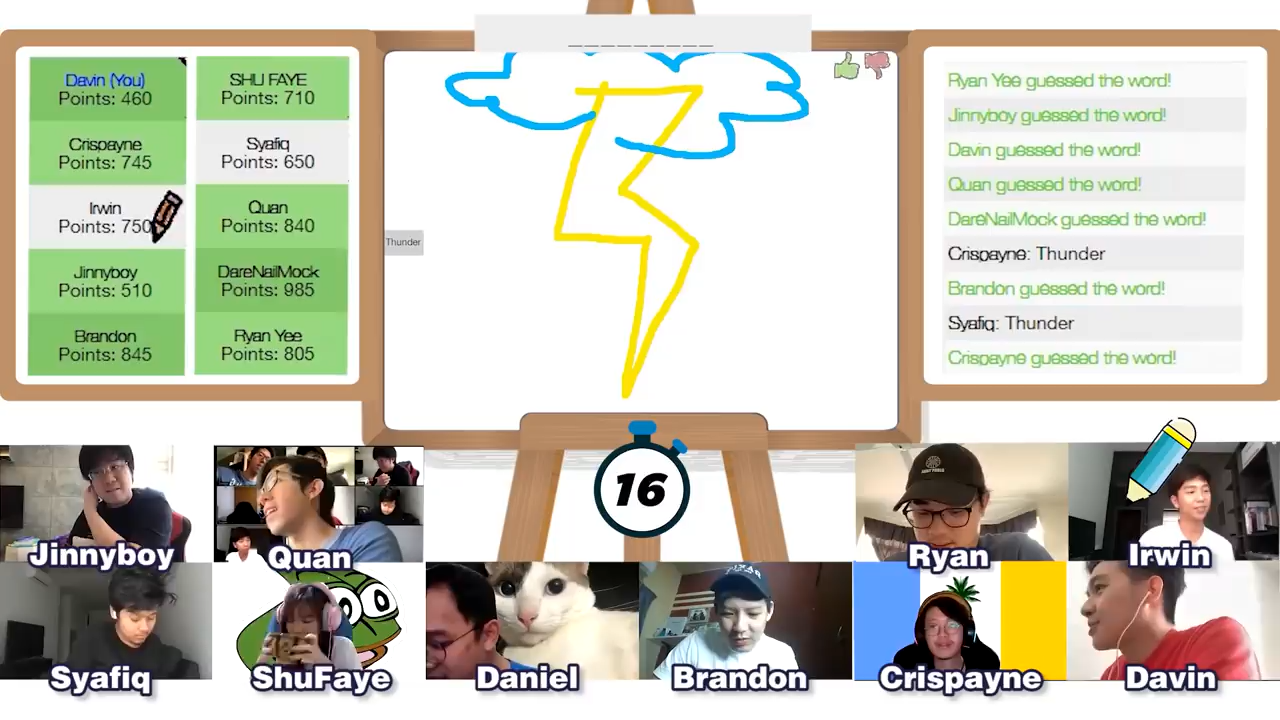 _________
Davin (You)
Points: 460
SHU FAYE
Points: 710
Crispayne
Points: 745
Syafiq
Points: 650
Irwin
Points: 750
Quan
Points: 840
Jinnyboy
Points: 510
DareNailMock
Points: 985
Brandon
Points: 845
Ryan Yee
Points: 805
Thunder
Ryan Yee guessed the word!
Jinnyboy guessed the word!
Davin guessed the word!
Quan guessed the word!
DareNailMock guessed the word!
Crispayne: Thunder
Brandon guessed the word!
Syafiq: Thunder
Crispayne guessed the word!
16
Jinnyboy
Quan
Ryan
Irwin
Syafiq
ShuFaye
Daniel
Brandon
Crispayne
Davin